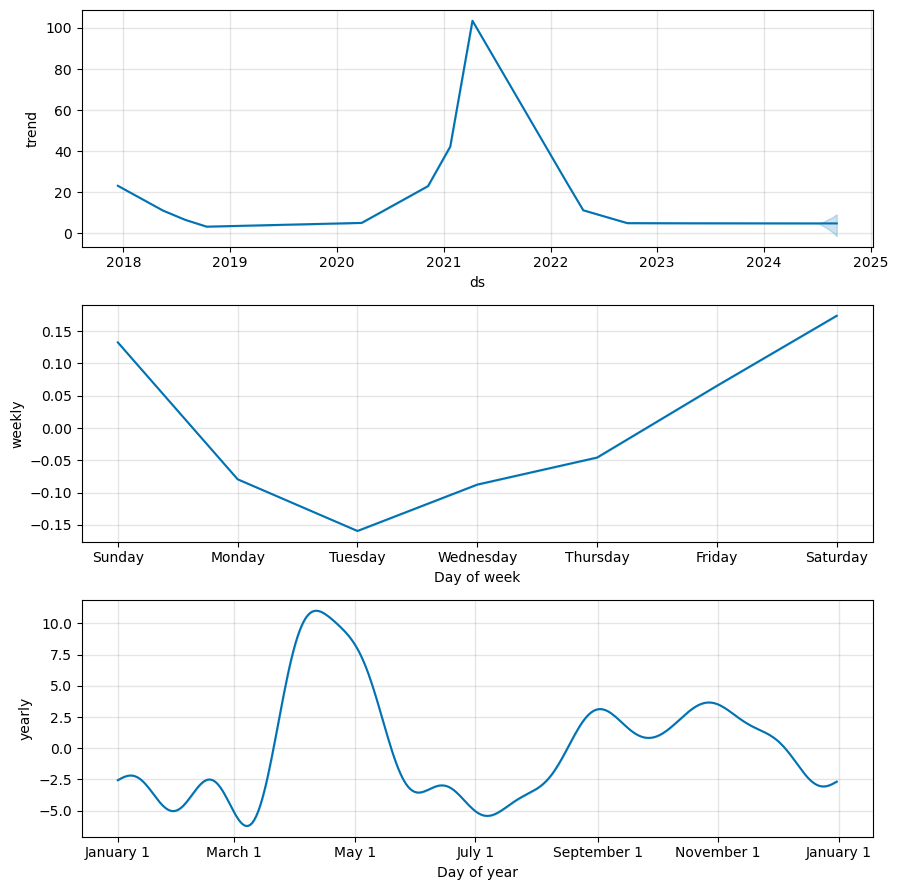 100
80
60
40
20
0
trend
2018 2019 2020 2021 2022 2023 2024 2025
ds
0.15
0.10
0.05
0.00
−0.05
−0.10
−0.15
weekly
Sunday Monday Tuesday Wednesday Thursday Friday Saturday
Day of week
10.0
7.5
5.0
2.5
0.0
−2.5
−5.0
yearly
January 1 March 1 May 1 July 1 September 1 November 1 January 1
Day of year